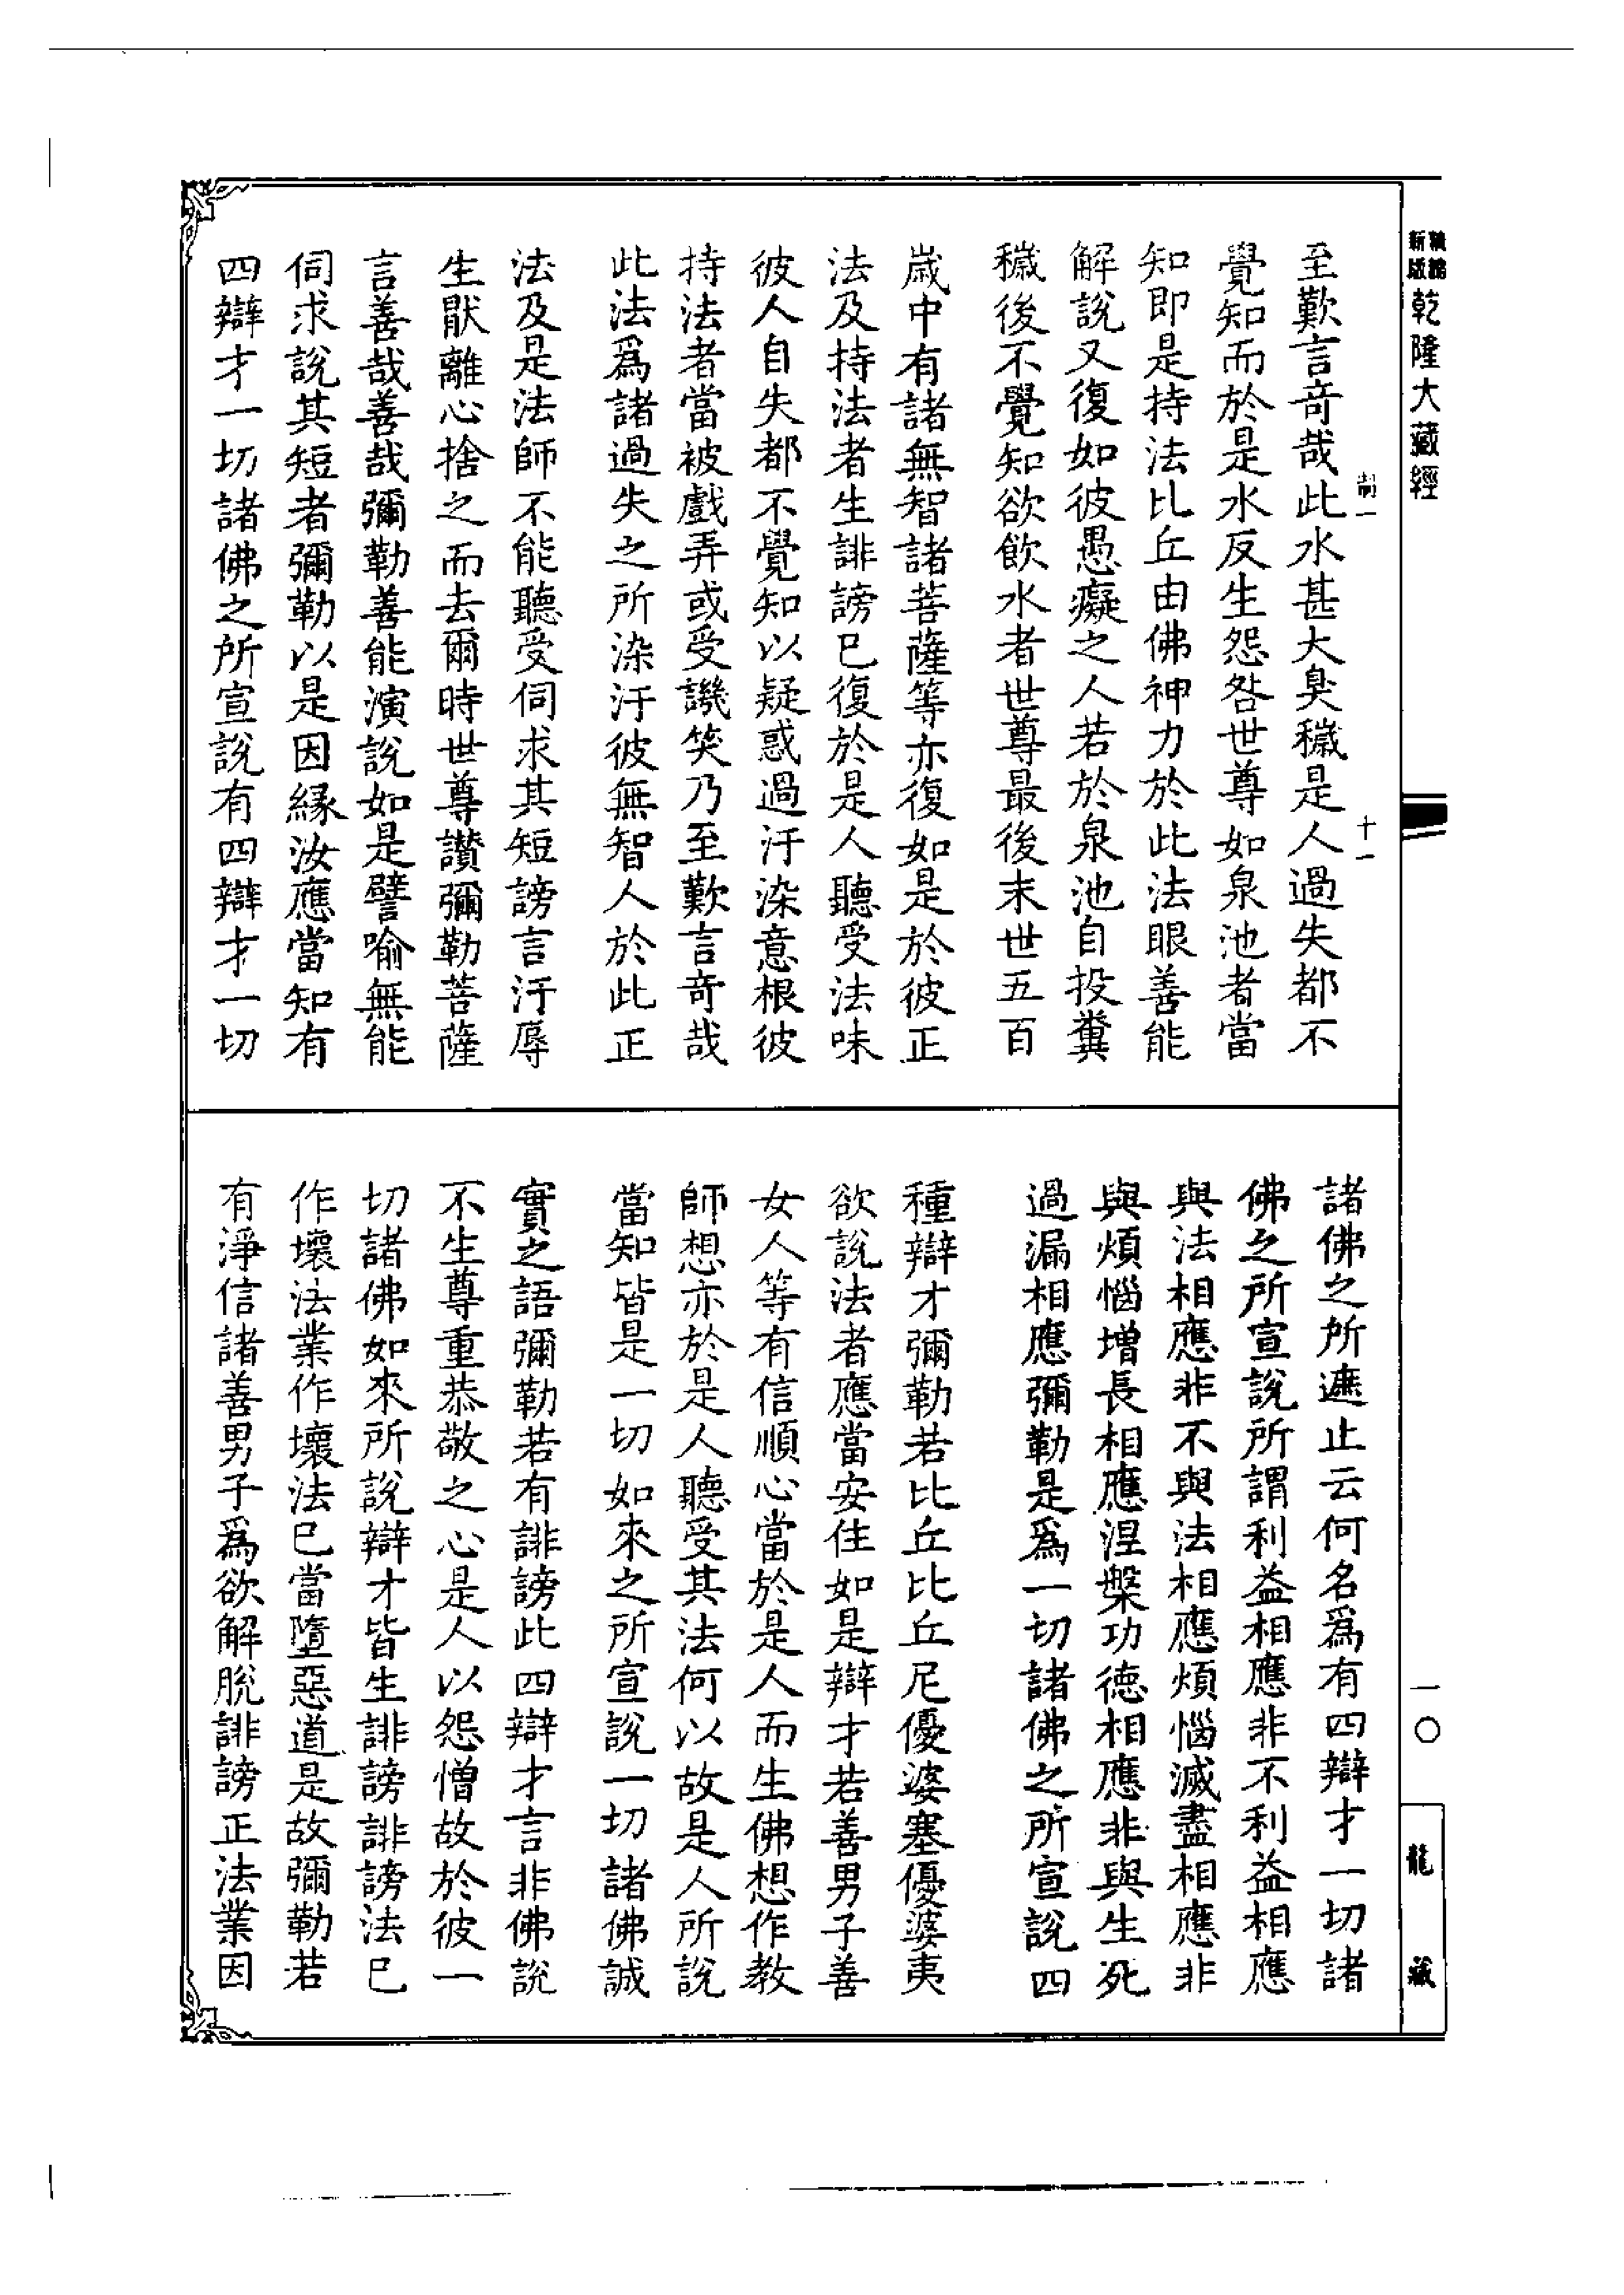 新版
乾隆大藏經
制一
十一
至歎言奇哉此水甚大臭穢是人過失都不
覺知而於是水反生怨咎世尊如泉池者當
知即是持法比丘由佛神力於此法眼善能
解說又復如彼愚癡之人若於泉池自投糞
穢後不覺知欲飲水者世尊最後末世五百
歲中有諸無智諸菩薩等亦復如是於彼正
法及持法者生誹謗巳復於是人聽受法味
彼人自失都不覺知以疑惑過汙染意根彼
持法者當被戲弄或受譏笑乃至歎言奇哉
此法爲諸過失之所染汙彼無智人於此正
法及是法師不能聽受伺求其短謗言汙辱
生厭離心捨之而去爾時世尊讚彌勒菩薩
言善哉善哉彌勒善能演說如是譬喻無能
伺求說其短者彌勒以是因緣汝應當知有
四辯才一切諸佛之所宣說有四辯才一切
諸佛之所遮止云何名爲有四辯才一切諸
佛之所宣說所謂利益相應非不利益相應
與法相應非不與法相應煩惱滅盡相應非
與煩惱增長相應涅槃功德相應非與生死
過漏相應彌勒是爲一切諸佛之所宣說四
種辯才彌勒若比丘比丘尼優婆塞優婆夷
欲說法者應當安住如是辯才若善男子善
女人等有信順心當於是人而生佛想作教
師想亦於是人聽受其法何以故是人所說
當知皆是一切如來之所宣說一切諸佛誠
實之語彌勒若有誹謗此四辯才言非佛說
不生尊重恭敬之心是人以怨憎故於彼一
切諸佛如來所說辯才皆生誹謗誹謗法巳
作壞法業作壞法巳當墮惡道是故彌勒若
有淨信諸善男子爲欲解脫誹謗正法業因
一〇
龍藏